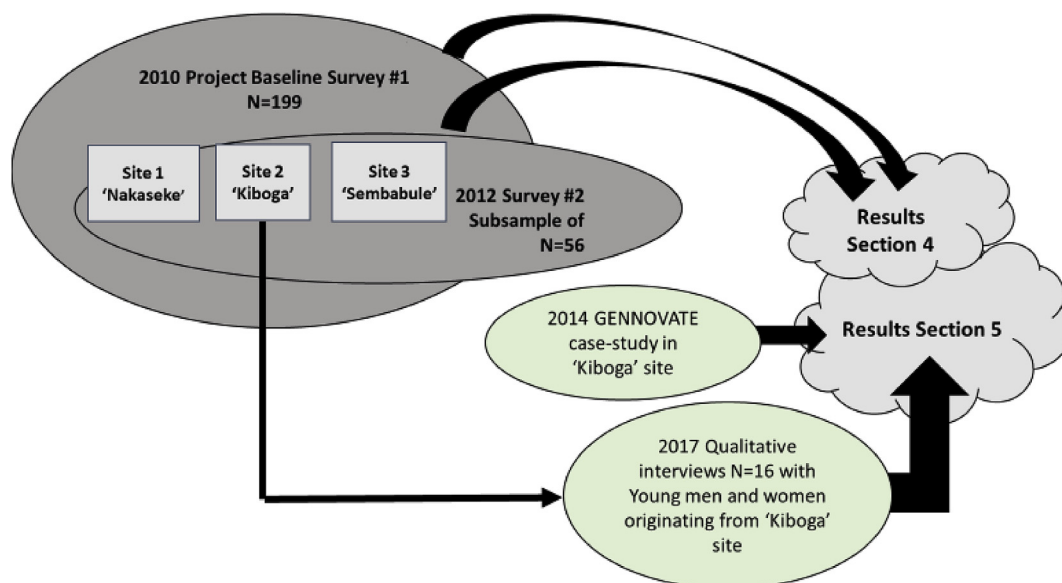 2010 Project Baseline Survey #1
N=199
Site 1
‘Nakaseke’
Site 2
‘Kiboga’
Site 3
‘Sembabule’
2012 Survey #2
Subsample of
N=56
Results
Section 4
Results Section 5
2014 GENNOVATE
case-study in
‘Kiboga’ site
2017 Qualitative
interviews N=16 with
Young men and women
originating from ‘Kiboga’
site